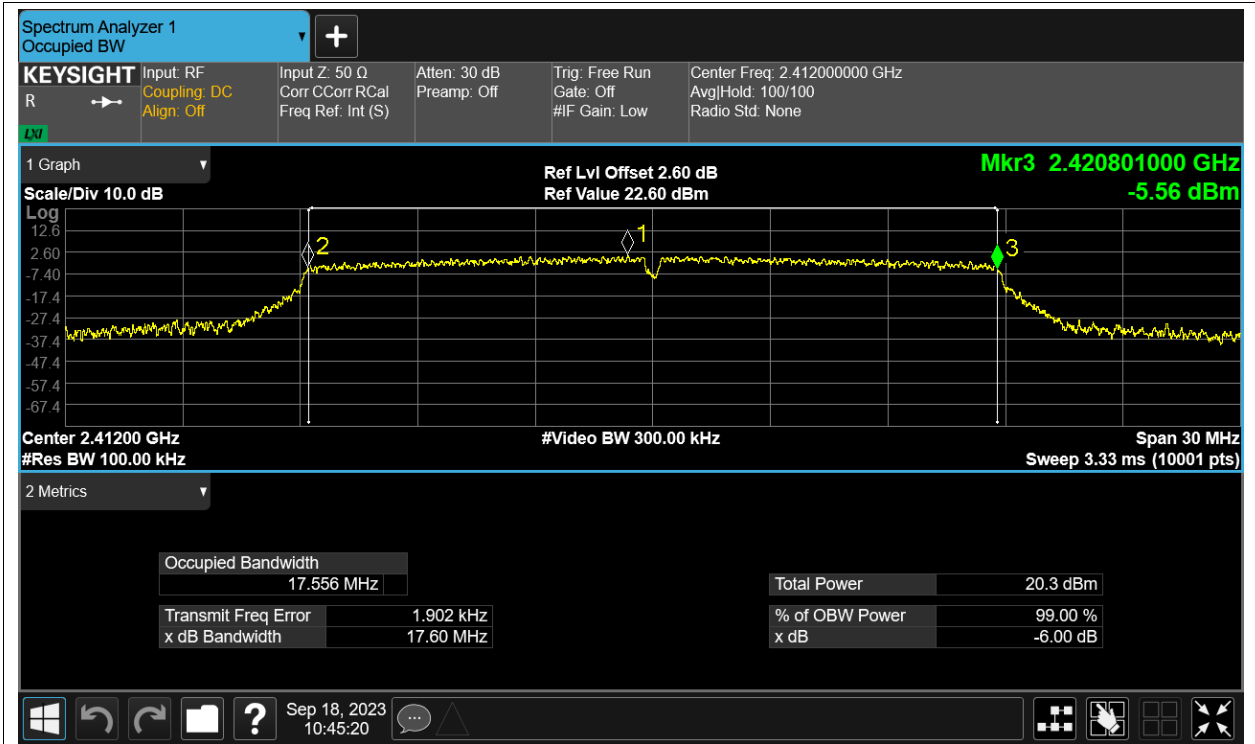 Spectrum Analyzer 1
Occupied BW
▼
+
KEYSIGHT
R
LXI
Input: RF
Coupling: DC
Align: Off
Input Z: 50 Ω
Corr CCorr RCal
Freq Ref: Int (S)
Atten: 30 dB
Preamp: Off
Trig: Free Run
Gate: Off
#IF Gain: Low
Center Freq: 2.412000000 GHz
Avg|Hold: 100/100
Radio Std: None
1 Graph ▼
Scale/Div 10.0 dB
Ref Lvl Offset 2.60 dB
Ref Value 22.60 dBm
Mkr3 2.420801000 GHz
-5.56 dBm
Log
12.6
2.60
-7.40
-17.4
-27.4
-37.4
-47.4
-57.4
-67.4
2
1
3
Center 2.41200 GHz
#Res BW 100.00 kHz
#Video BW 300.00 kHz
Span 30 MHz
Sweep 3.33 ms (10001 pts)
2 Metrics ▼
Occupied Bandwidth
17.556 MHz
Transmit Freq Error 1.902 kHz
x dB Bandwidth 17.60 MHz
Total Power 20.3 dBm
% of OBW Power 99.00 %
x dB -6.00 dB
?
Sep 18, 2023
10:45:20